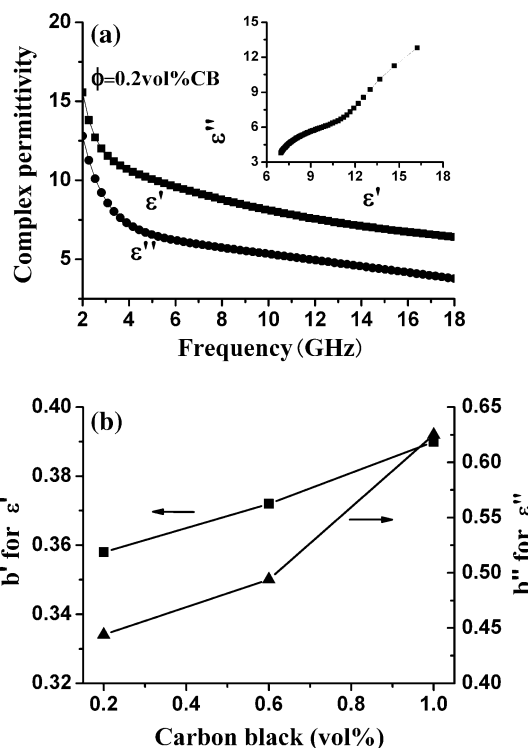 (a)
ϕ=0.2vol%CB
Complex permittivity
20
15
10
5
2 4 6 8 10 12 14 16 18
Frequency(GHz)
ε'
ε''
15
12
9
6
3
6 9 12 15 18
ε''
ε'
(b)
b' for ε'
0.40
0.38
0.36
0.34
0.32
0.65
0.60
0.55
0.50
0.45
0.40
b'' for ε''
0.2 0.4 0.6 0.8 1.0
Carbon black (vol%)